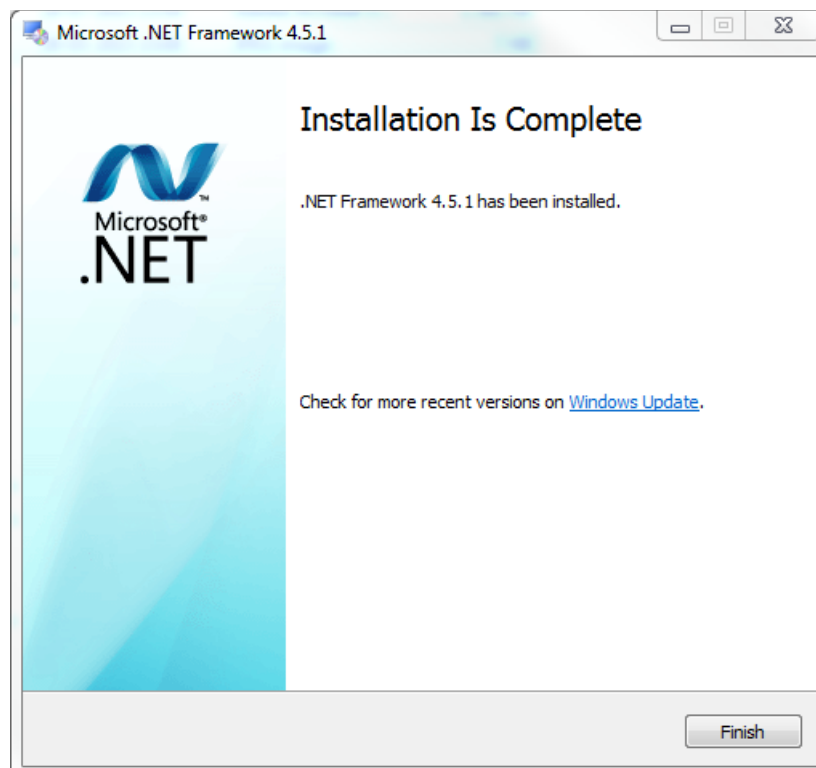 Microsoft .NET Framework 4.5.1
Installation Is Complete
.NET Framework 4.5.1 has been installed.
Microsoft®
.NET™
Check for more recent versions on Windows Update.
Finish